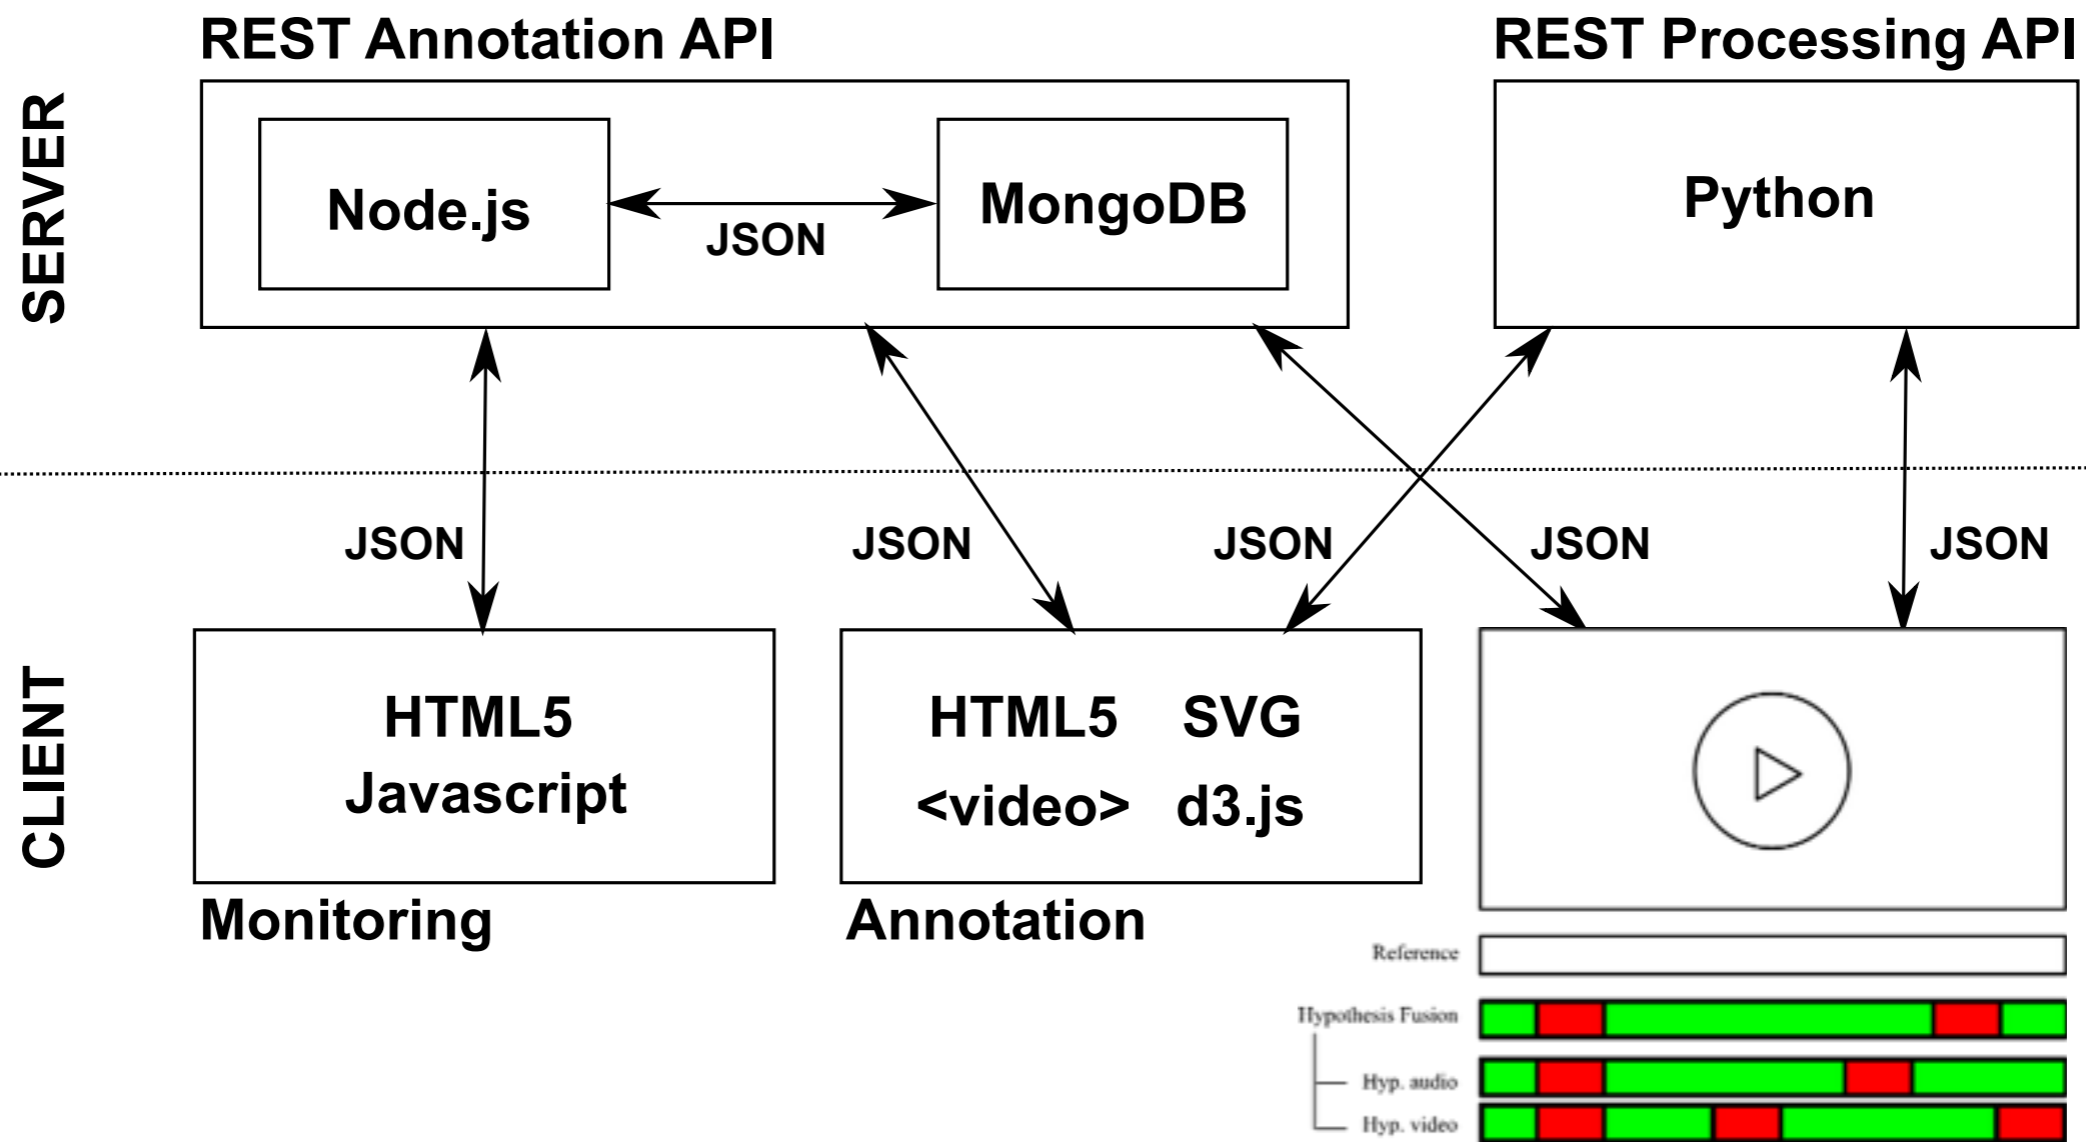 REST Annotation API
REST Processing API
SERVER
Node.js
JSON
MongoDB
Python
JSON
JSON
JSON
JSON
JSON
CLIENT
HTML5
Javascript
HTML5 SVG
<video> d3.js
Monitoring
Annotation
Reference
Hypothesis Fusion
Hyp. audio
Hyp. video